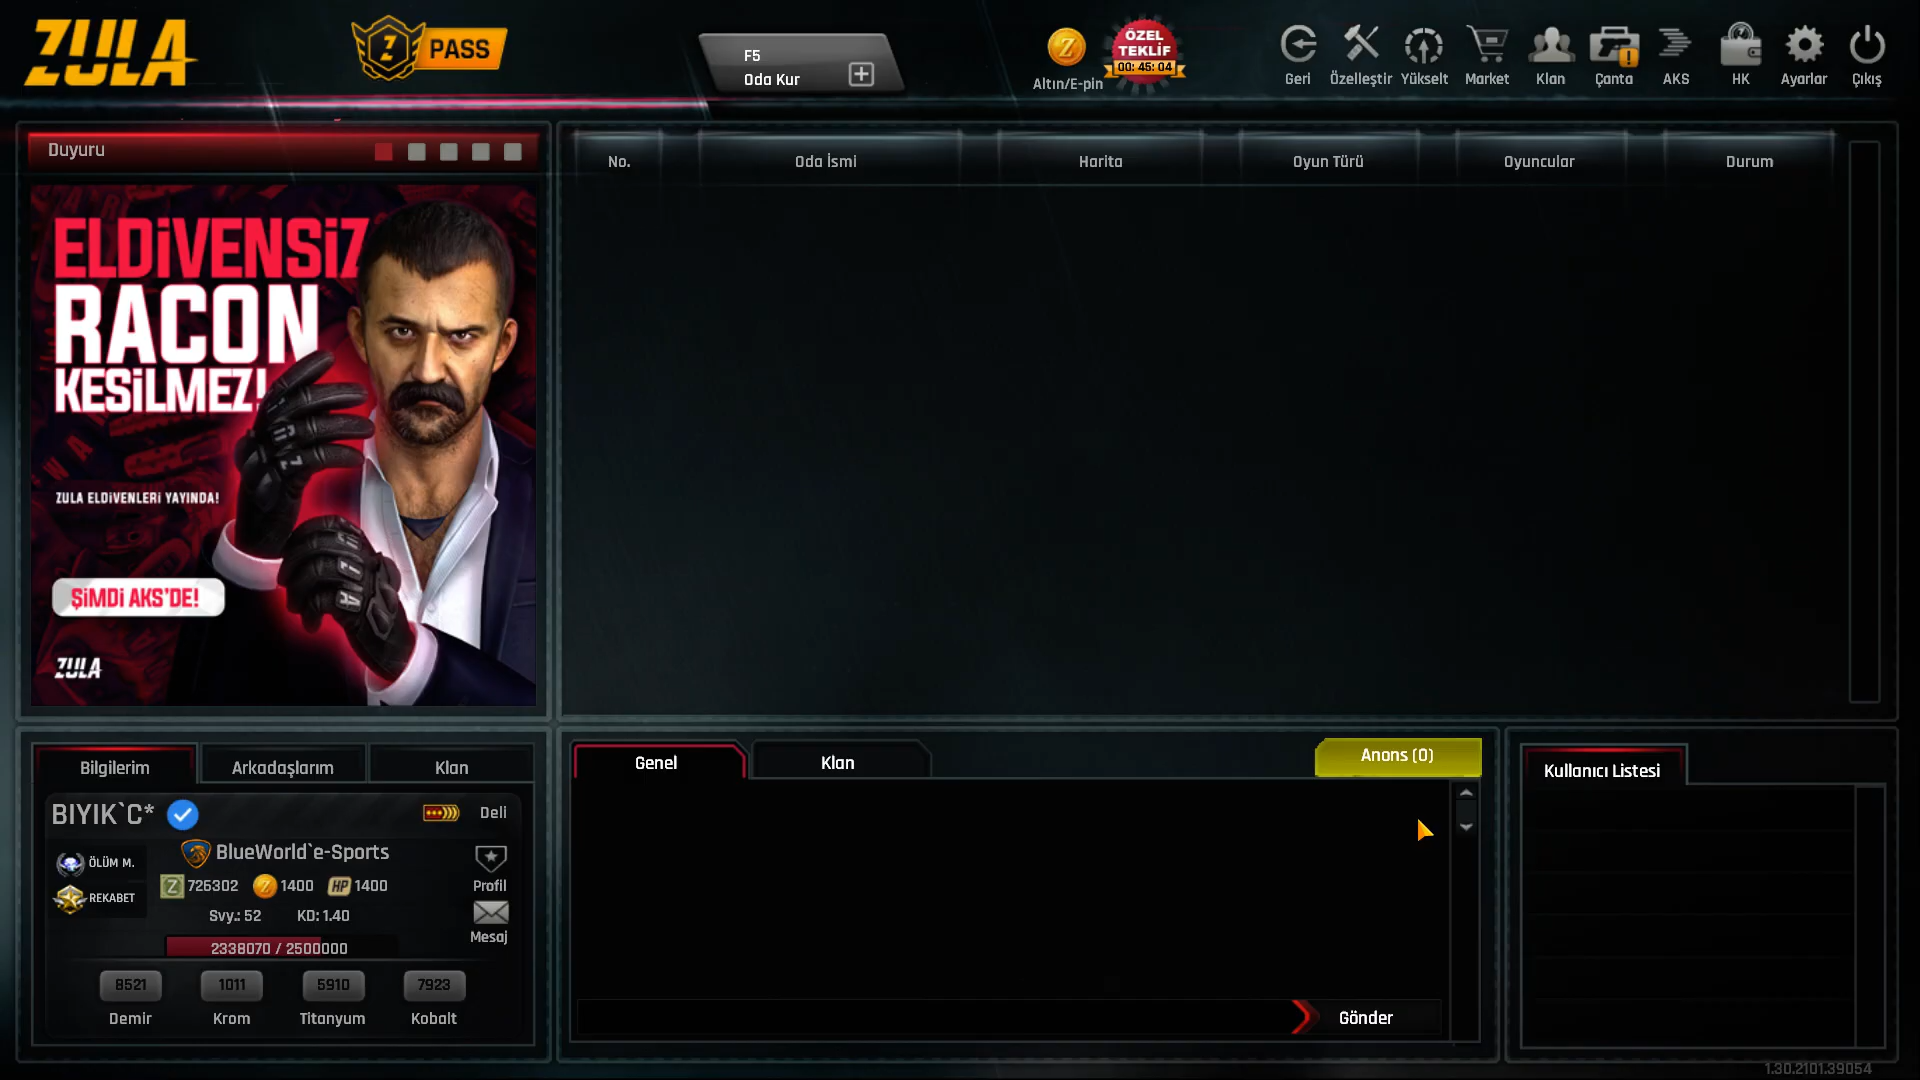 ZULA
PASS
F5
Oda Kur
Altın/E-pin
ÖZEL
TEKLİF
00: 45: 04
Geri
Özelleştir
Yükselt
Market
Klan
Çanta
AKS
HK
Ayarlar
Çıkış
Duyuru
ELDİVENSİZ
RACON
KESİLMEZ!
ZULA ELDİVENLERİ YAYINDA!
ŞİMDİ AKS'DE!
ZULA
No.
Oda İsmi
Harita
Oyun Türü
Oyuncular
Durum
Bilgilerim
Arkadaşlarım
Klan
BIYIK`C*
Deli
ÖLÜM M.
BlueWorld`e-Sports
REKABET
726302
1400
HP 1400
Profil
Svy.: 52
KD: 1.40
Mesaj
2338070 / 2500000
8521
1011
5910
7923
Demir
Krom
Titanyum
Kobalt
Genel
Klan
Anons (0)
Gönder
Kullanıcı Listesi
1.30.2101.39054